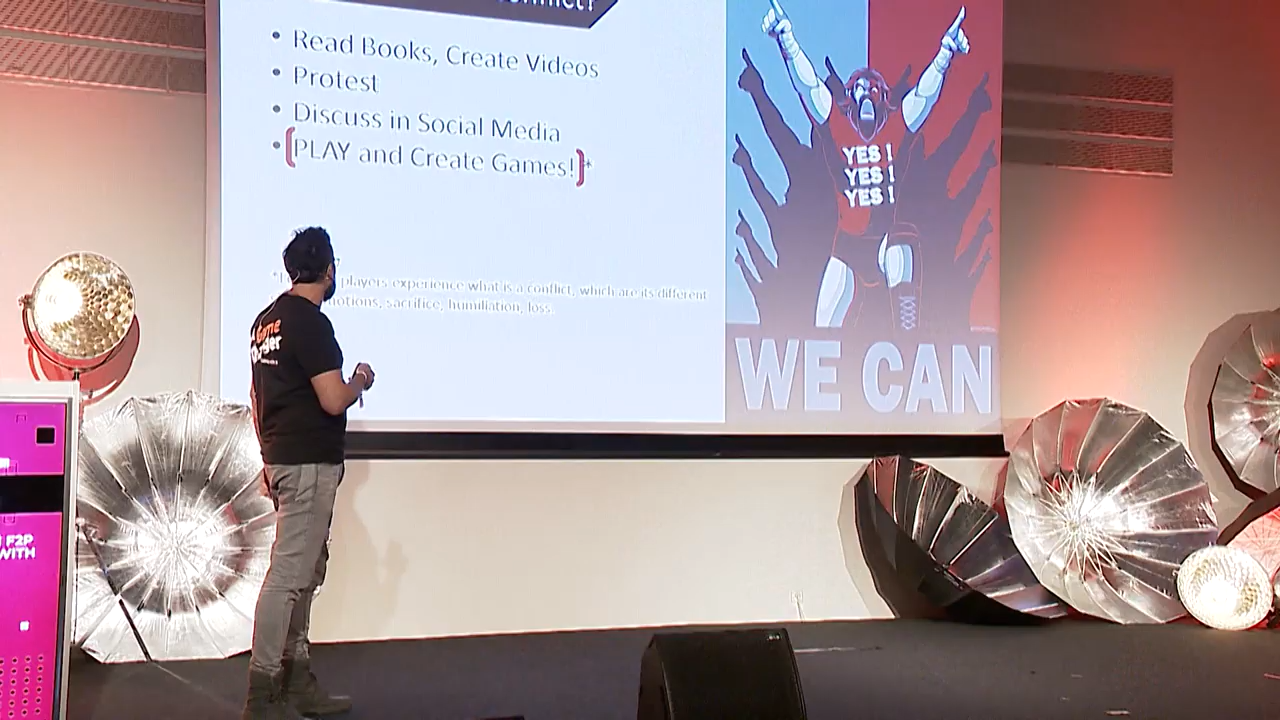 • Read Books, Create Videos
• Protest
• Discuss in Social Media
• [PLAY and Create Games!]*
players experience what is a conflict, which are its different
sacrifice, humiliation, loss.
YES !
YES !
YES !
WE CAN
F2P
WITH